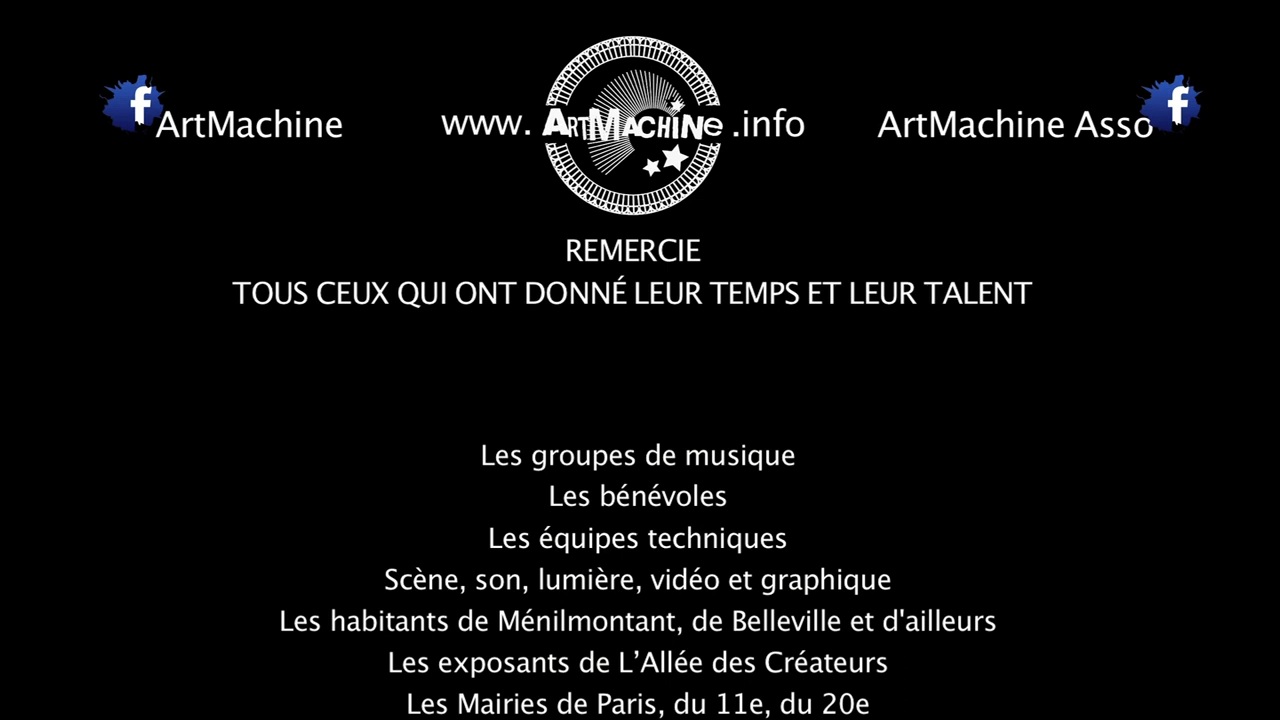 f ArtMachine www. ArtMachine .info ArtMachine Asso f
REMERCIE
TOUS CEUX QUI ONT DONNÉ LEUR TEMPS ET LEUR TALENT
Les groupes de musique
Les bénévoles
Les équipes techniques
Scène, son, lumière, vidéo et graphique
Les habitants de Ménilmontant, de Belleville et d'ailleurs
Les exposants de L’Allée des Créateurs
Les Mairies de Paris, du 11e, du 20e